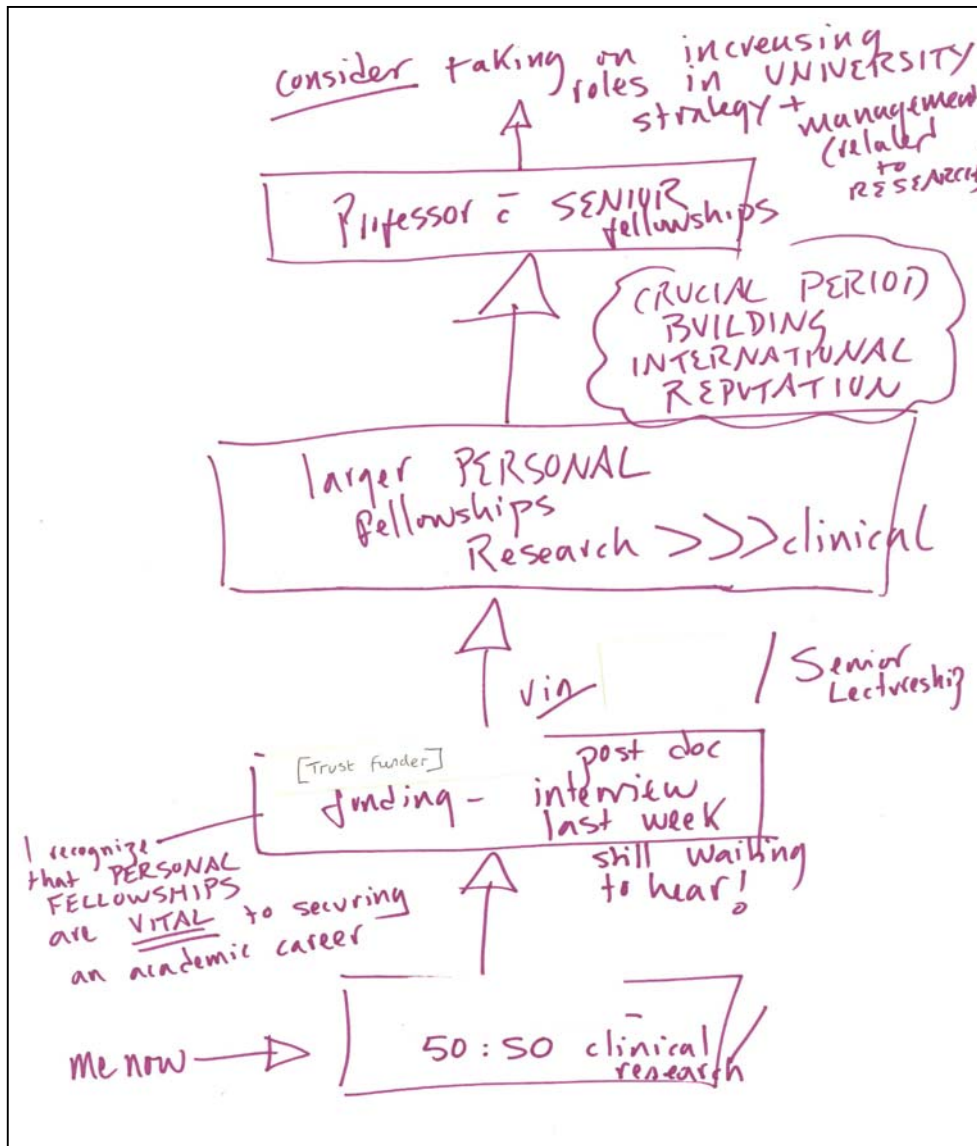 consider taking on increasing
roles in UNIVERSITY
strategy + management
(related
to
RESEARCH
Professor c̄ SENIOR
fellowships
CRUCIAL PERIOD
BUILDING
INTERNATIONAL
REPUTATION
larger PERSONAL
fellowships
Research >>> clinical
via
/ Senior
Lectureship
[Trust funder]
funding - post doc
interview
last week
still waiting
to hear!
I recognize
that PERSONAL
FELLOWSHIPS
are VITAL to securing
an academic career
me now
50:50 clinical /
research